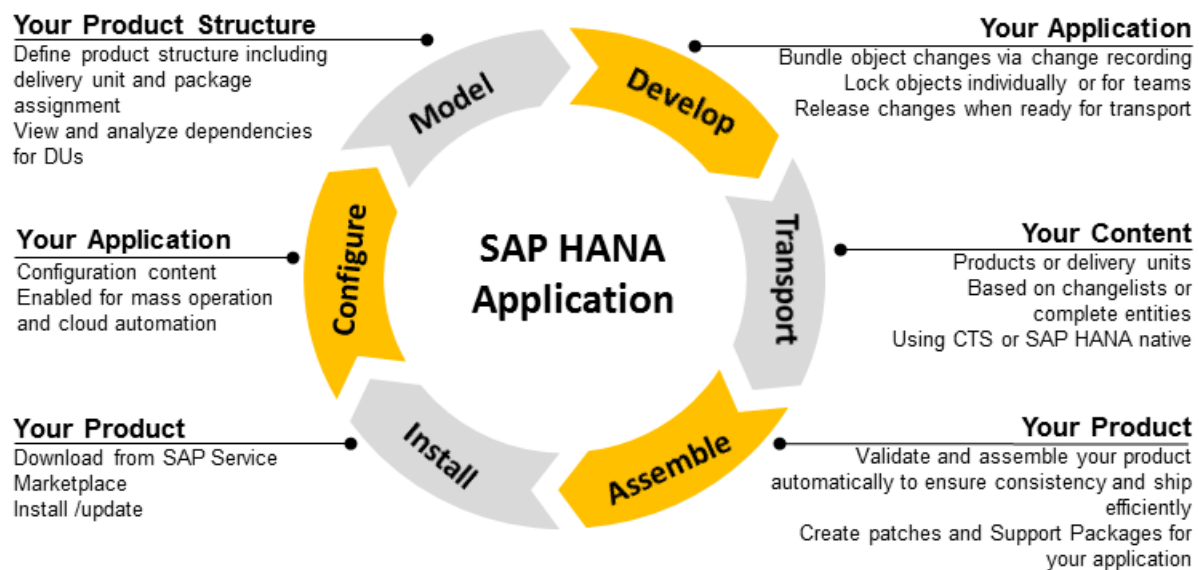 Your Product Structure
Define product structure including
delivery unit and package
assignment
View and analyze dependencies
for DUs
Model
Develop
Your Application
Bundle object changes via change recording
Lock objects individually or for teams
Release changes when ready for transport
Your Application
Configuration content
Enabled for mass operation
and cloud automation
Configure
SAP HANA
Application
Transport
Your Content
Products or delivery units
Based on changelists or
complete entities
Using CTS or SAP HANA native
Your Product
Download from SAP Service
Marketplace
Install /update
Install
Assemble
Your Product
Validate and assemble your product
automatically to ensure consistency and ship
efficiently
Create patches and Support Packages for
your application